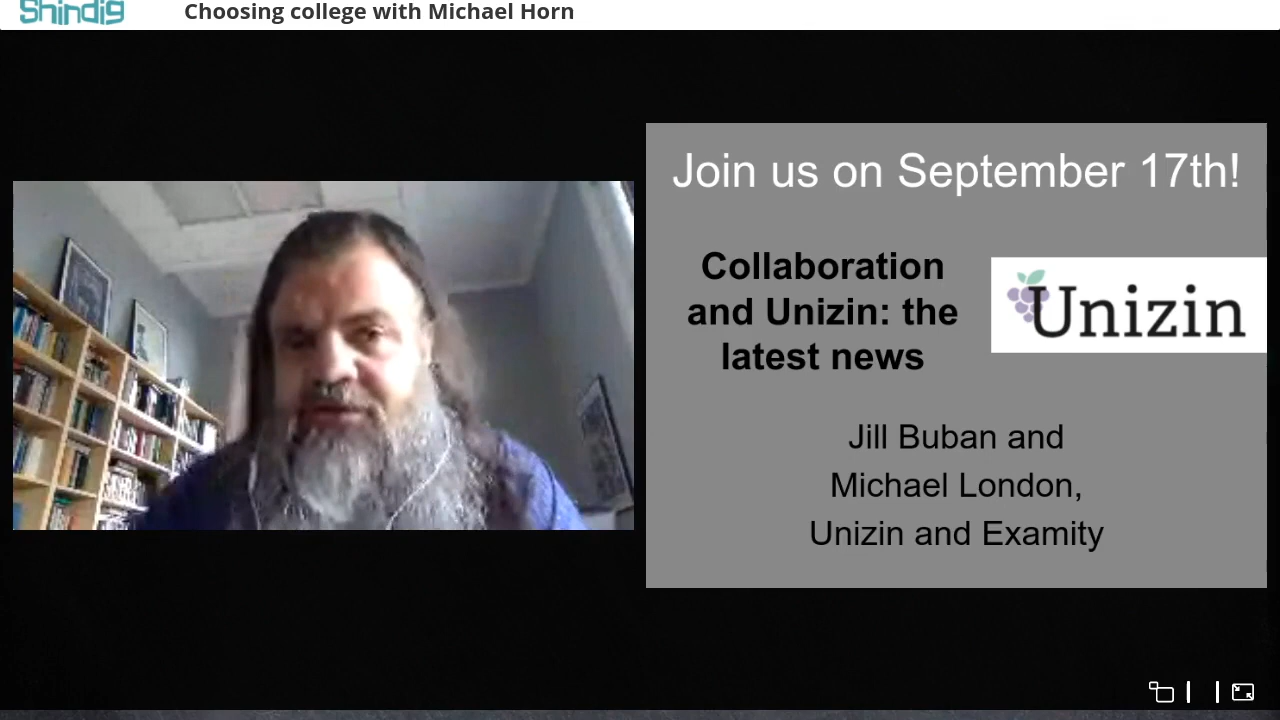 Shindig
Choosing college with Michael Horn
Join us on September 17th!
Collaboration
and Unizin: the
latest news
Unizin
Jill Buban and
Michael London,
Unizin and Examity